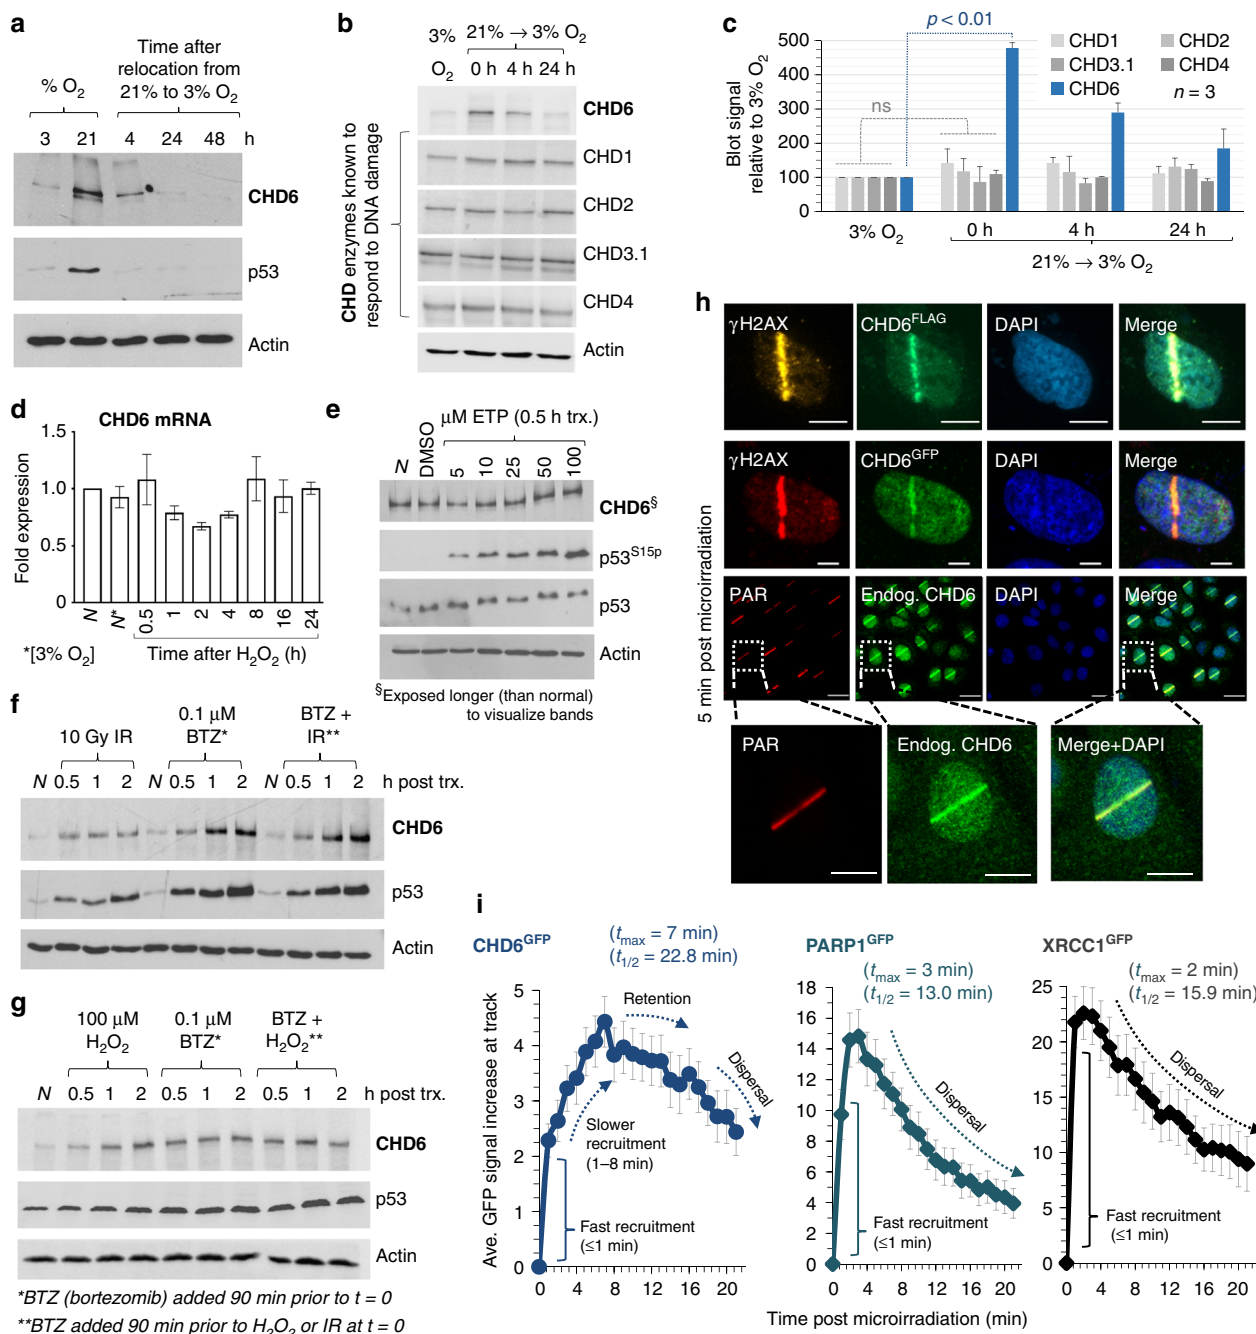 a
Time after
relocation from
21% to 3% O2
% O2
3 21 4 24 48 h
CHD6
p53
Actin
b
3%
O2
21% → 3% O2
0 h 4 h 24 h
CHD6
CHD1
CHD2
CHD3.1
CHD4
Actin
CHD enzymes known to
respond to DNA damage
c
p < 0.01
Blot signal
relative to 3% O2
500
400
300
200
100
0
ns
CHD1 CHD2
CHD3.1 CHD4
CHD6 n = 3
3% O2 0 h 4 h 24 h
21% → 3% O2
d
CHD6 mRNA
Fold expression
1.5
1.0
0.5
0
N N* 0.5 1 2 4 8 16 24
*[3% O2] Time after H2O2 (h)
e
μM ETP (0.5 h trx.)
N DMSO 5 10 25 50 100
CHD6§
p53S15p
p53
Actin
§Exposed longer (than normal)
to visualize bands
f
10 Gy IR
0.1 μM
BTZ*
BTZ +
IR**
N 0.5 1 2 N 0.5 1 2 N 0.5 1 2 h post trx.
CHD6
p53
Actin
g
100 μM
H2O2
0.1 μM
BTZ*
BTZ +
H2O2**
N 0.5 1 2 0.5 1 2 0.5 1 2 h post trx.
CHD6
p53
Actin
*BTZ (bortezomib) added 90 min prior to t = 0
**BTZ added 90 min prior to H2O2 or IR at t = 0
h
5 min post microirradiation
γH2AX CHD6FLAG DAPI Merge
γH2AX CHD6GFP DAPI Merge
PAR Endog. CHD6 DAPI Merge
PAR Endog. CHD6 Merge+DAPI
i
CHD6GFP
(tmax = 7 min)
(t1/2 = 22.8 min)
Ave. GFP signal increase at track
5
4
3
2
1
0
Retention
Dispersal
Slower
recruitment
(1–8 min)
Fast recruitment
(≤1 min)
0 4 8 12 16 20
PARP1GFP
(tmax = 3 min)
(t1/2 = 13.0 min)
18
16
14
12
10
8
6
4
2
0
Dispersal
Fast recruitment
(≤1 min)
0 4 8 12 16 20
XRCC1GFP
(tmax = 2 min)
(t1/2 = 15.9 min)
25
20
15
10
5
0
Dispersal
Fast recruitment
(≤1 min)
0 4 8 12 16 20
Time post microirradiation (min)